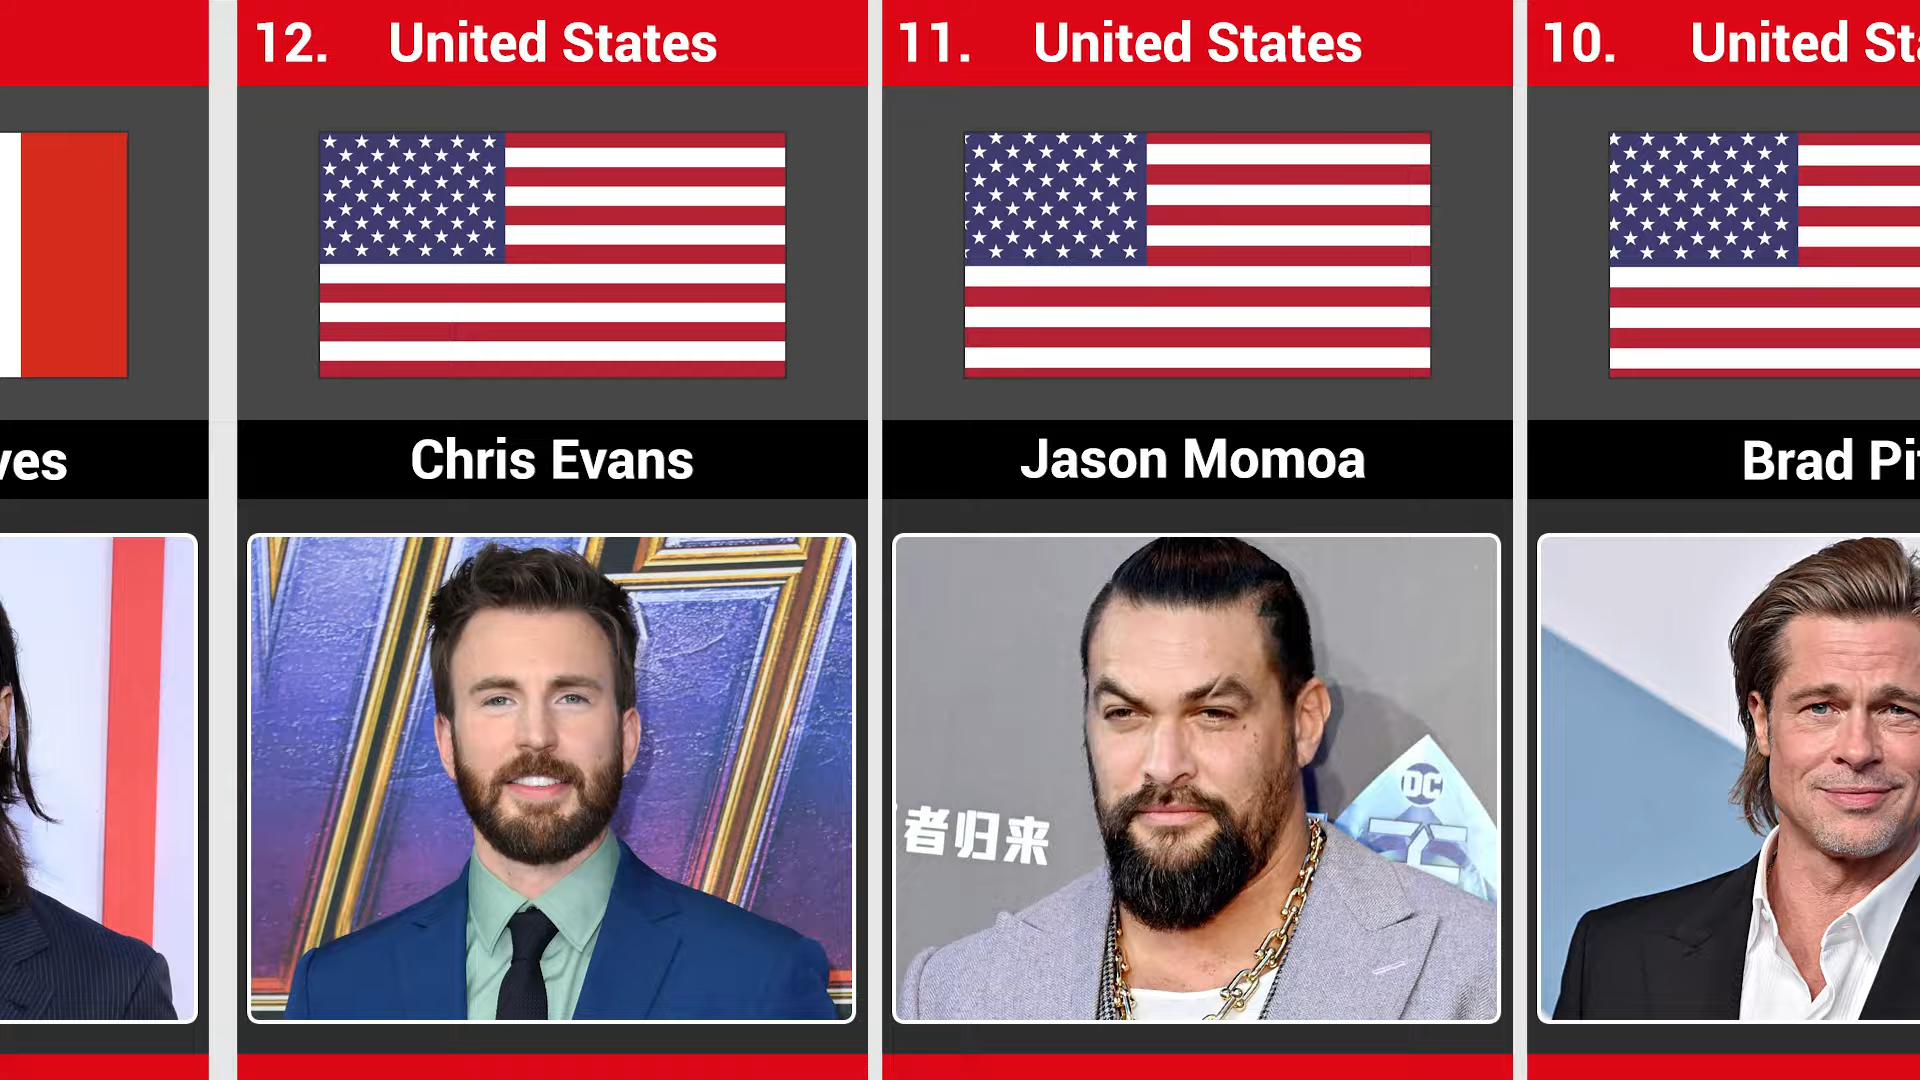 12. United States
11. United States
10. United St
ves
Chris Evans
Jason Momoa
Brad Pi
者归来
DC